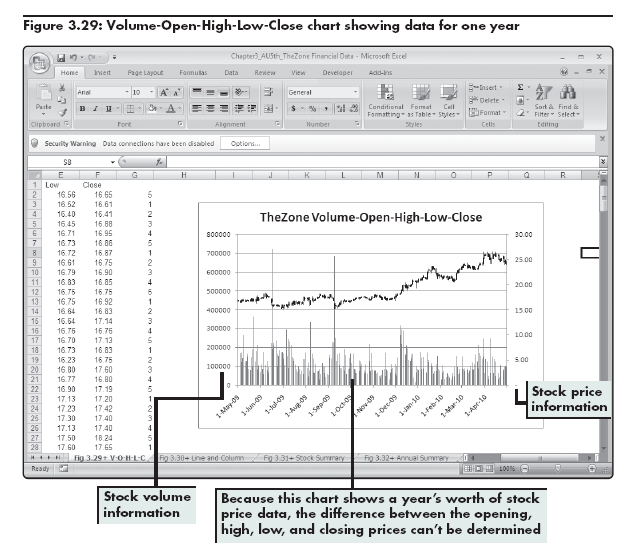 Figure 3.29: Volume-Open-High-Low-Close chart showing data for one year
Chapter3_AU5th_TheZone Financial Data - Microsoft Excel
Home Insert Page Layout Formulas Data Review View Developer Add-Ins
Arial 10
General
Paste
Conditional Formatting Format as Table Cell Styles
Insert
Delete
Format
Sort & Filter Find & Select
Clipboard Font Alignment Number Styles Cells Editing
Security Warning Data connections have been disabled Options...
S8
E F G H I J K L M N O P Q R
1 Low Close
2 16.56 16.65 5
3 16.52 16.61 1
4 16.40 16.41 2
5 16.45 16.88 3
6 16.71 16.95 4
7 16.73 16.86 5
8 16.72 16.87 1
9 16.61 16.75 2
10 16.79 16.90 3
11 16.83 16.85 4
12 16.75 16.75 5
13 16.75 16.92 1
14 16.64 16.83 2
15 16.64 17.14 3
16 16.76 16.76 4
17 16.70 17.13 5
18 16.73 16.83 1
19 16.23 16.75 2
20 16.80 17.60 3
21 16.77 16.80 4
22 16.90 17.19 5
23 17.13 17.20 1
24 17.23 17.42 2
25 17.30 17.40 3
26 17.13 17.40 4
27 17.50 18.24 5
28 17.60 17.65 1
TheZone Volume-Open-High-Low-Close
800000
700000
600000
500000
400000
300000
200000
100000
0
30.00
25.00
20.00
15.00
10.00
5.00
-
1-May-09 1-Jun-09 1-Jul-09 1-Aug-09 1-Sep-09 1-Oct-09 1-Nov-09 1-Dec-09 1-Jan-10 1-Feb-10 1-Mar-10 1-Apr-10
Fig 3.29+ V-O-H-L-C Fig 3.30+ Line and Column Fig 3.31+ Stock Summary Fig 3.32+ Annual Summary
Ready 100%
Stock price
information
Stock volume
information
Because this chart shows a year's worth of stock
price data, the difference between the opening,
high, low, and closing prices can't be determined